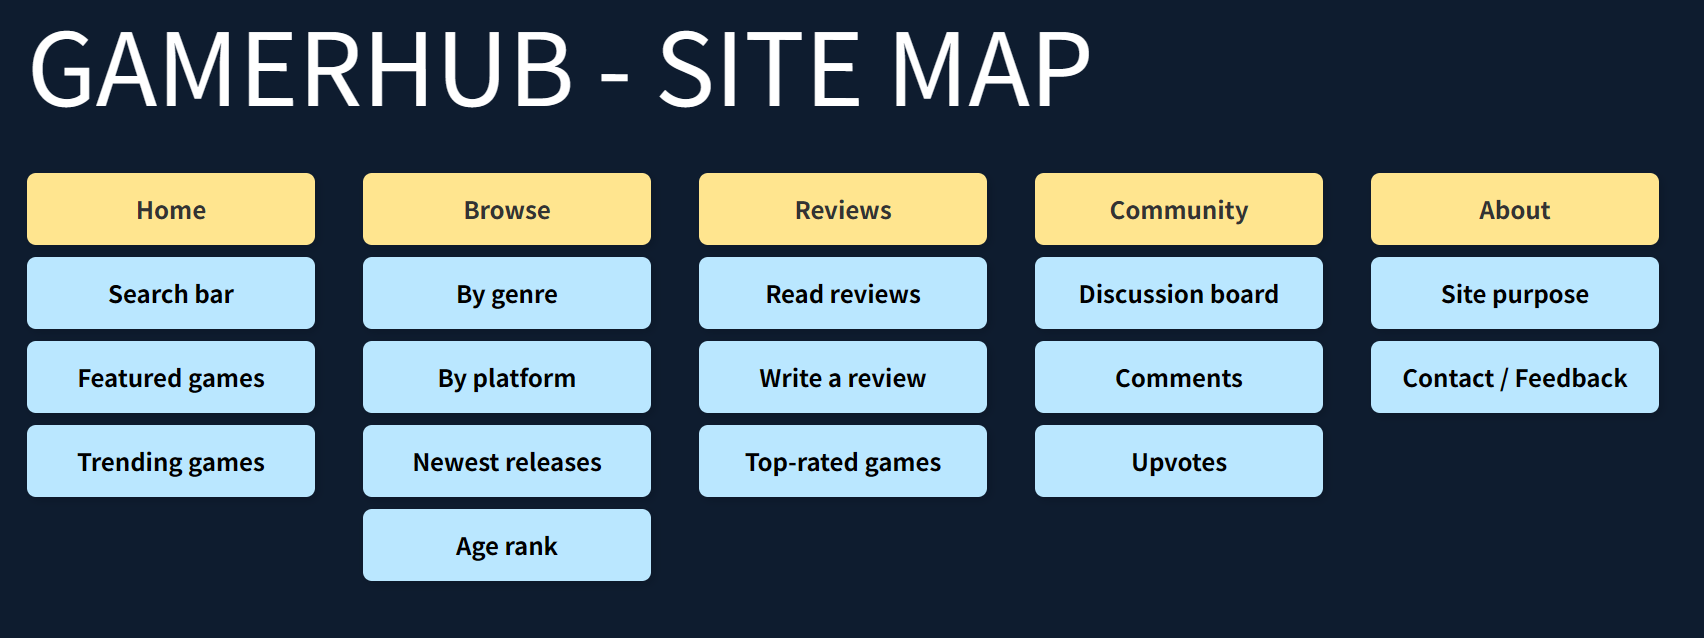 GAMERHUB - SITE MAP
Home
Search bar
Featured games
Trending games
Browse
By genre
By platform
Newest releases
Age rank
Reviews
Read reviews
Write a review
Top-rated games
Community
Discussion board
Comments
Upvotes
About
Site purpose
Contact / Feedback